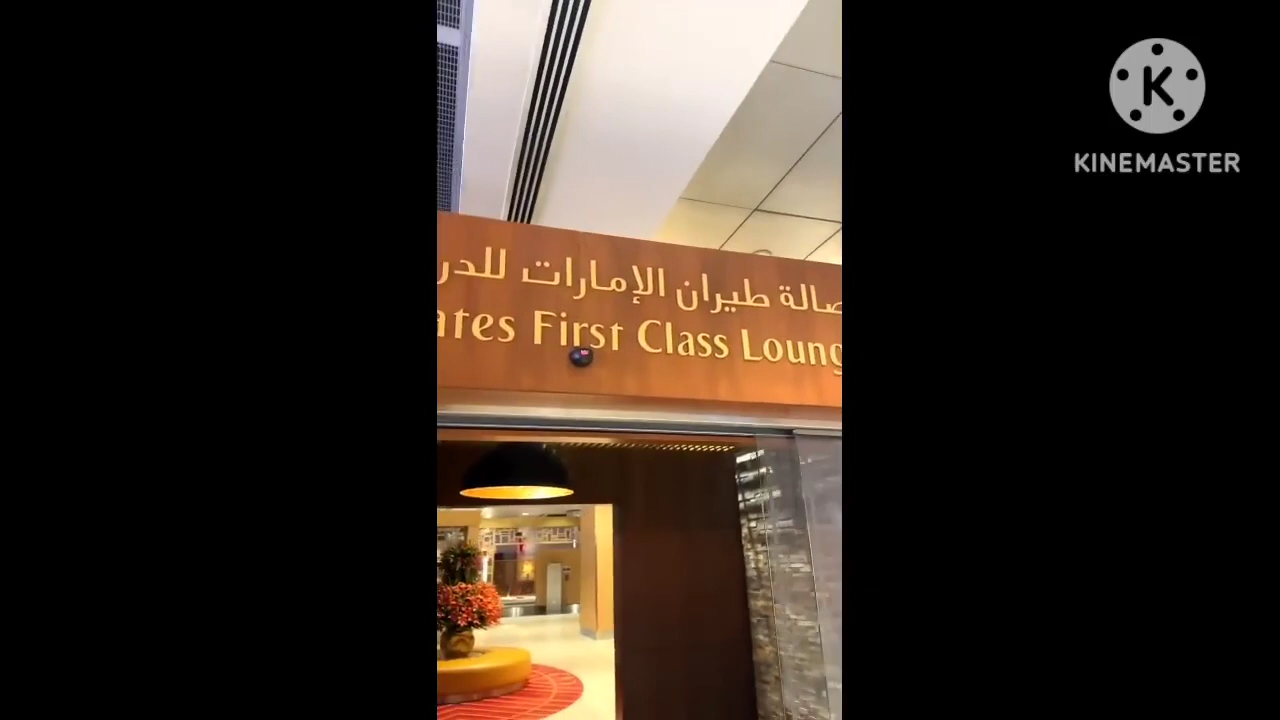 صالة طيران الإمارات للدر
ates First Class Loung
K
KINEMASTER